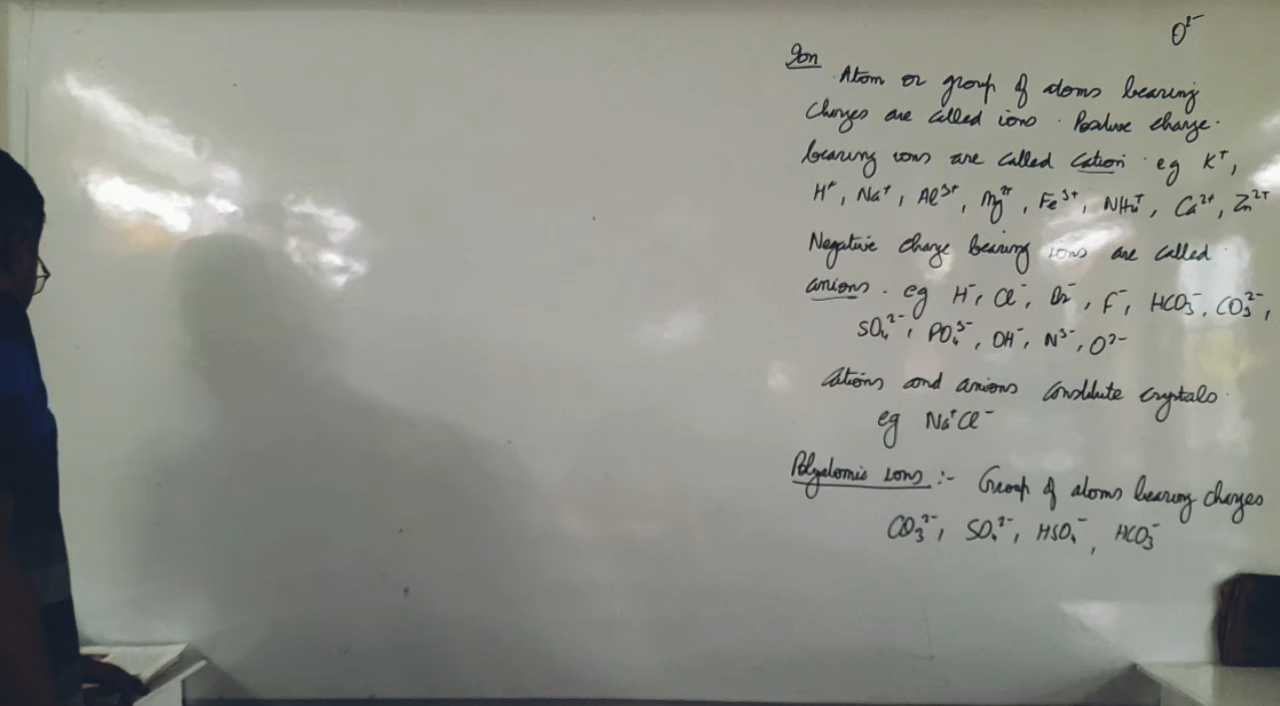 O²⁻
Ion
Atom or group of atoms bearing
charges are called ions. Positive charge
bearing ions are called cation. eg K⁺,
H⁺, Na⁺, Al³⁺, Mg²⁺, Fe³⁺, NH₄⁺, Ca²⁺, Zn²⁺
Negative charge bearing ions are called
anions. eg H⁻, Cl⁻, Br⁻, F⁻, HCO₃⁻, CO₃²⁻,
SO₄²⁻, PO₄³⁻, OH⁻, N³⁻, O²⁻
Cations and anions constitute crystals.
eg Na⁺Cl⁻
Polyatomic ions :- Group of atoms bearing charges
CO₃²⁻, SO₄²⁻, HSO₄⁻, HCO₃⁻